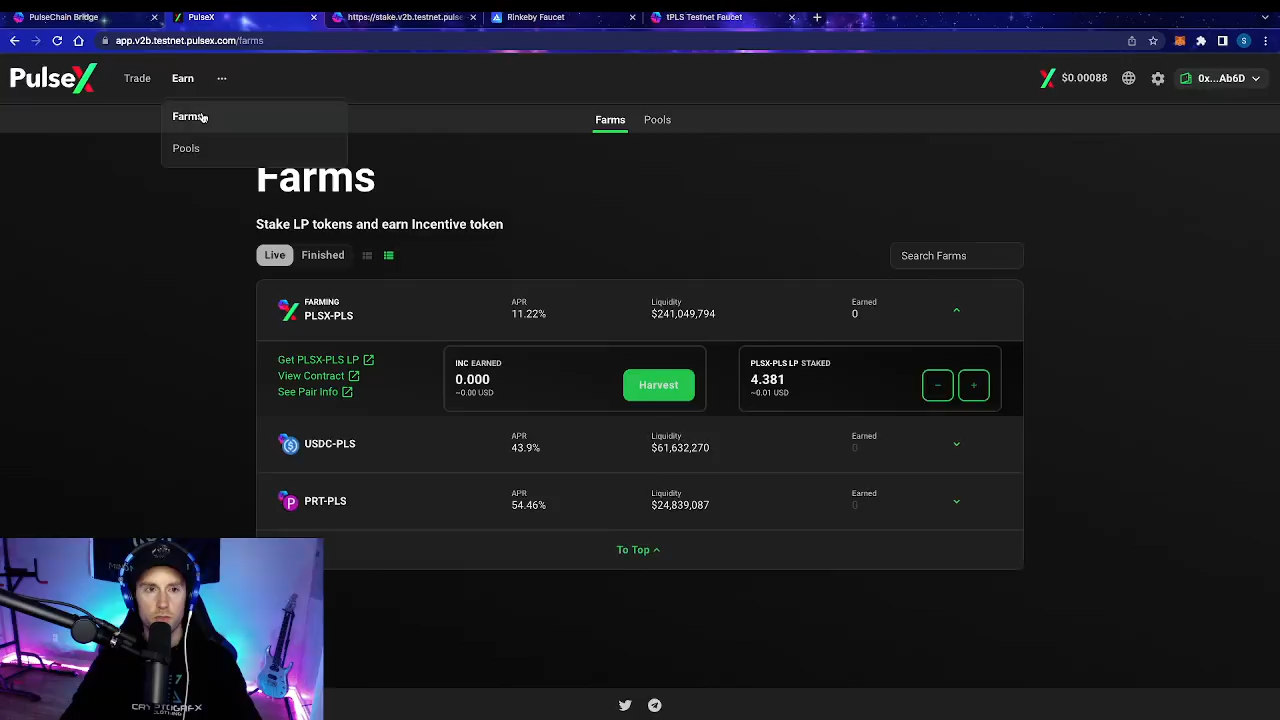 PulseChain Bridge
PulseX
https://stake.v2b.testnet.pulsex.
Rinkeby Faucet
tPLS Testnet Faucet
app.v2b.testnet.pulsex.com/farms
S
PulseX
Trade
Earn
$0.00088
0x...Ab6D
Farms
Pools
Farms
Pools
Farms
Stake LP tokens and earn Incentive token
Live
Finished
Search Farms
FARMING
PLSX-PLS
APR
11.22%
Liquidity
$241,049,794
Earned
0
Get PLSX-PLS LP
View Contract
See Pair Info
INC EARNED
0.000
~0.00 USD
Harvest
PLSX-PLS LP STAKED
4.381
~0.01 USD
USDC-PLS
APR
43.9%
Liquidity
$61,632,270
Earned
0
PRT-PLS
APR
54.46%
Liquidity
$24,839,087
Earned
0
To Top